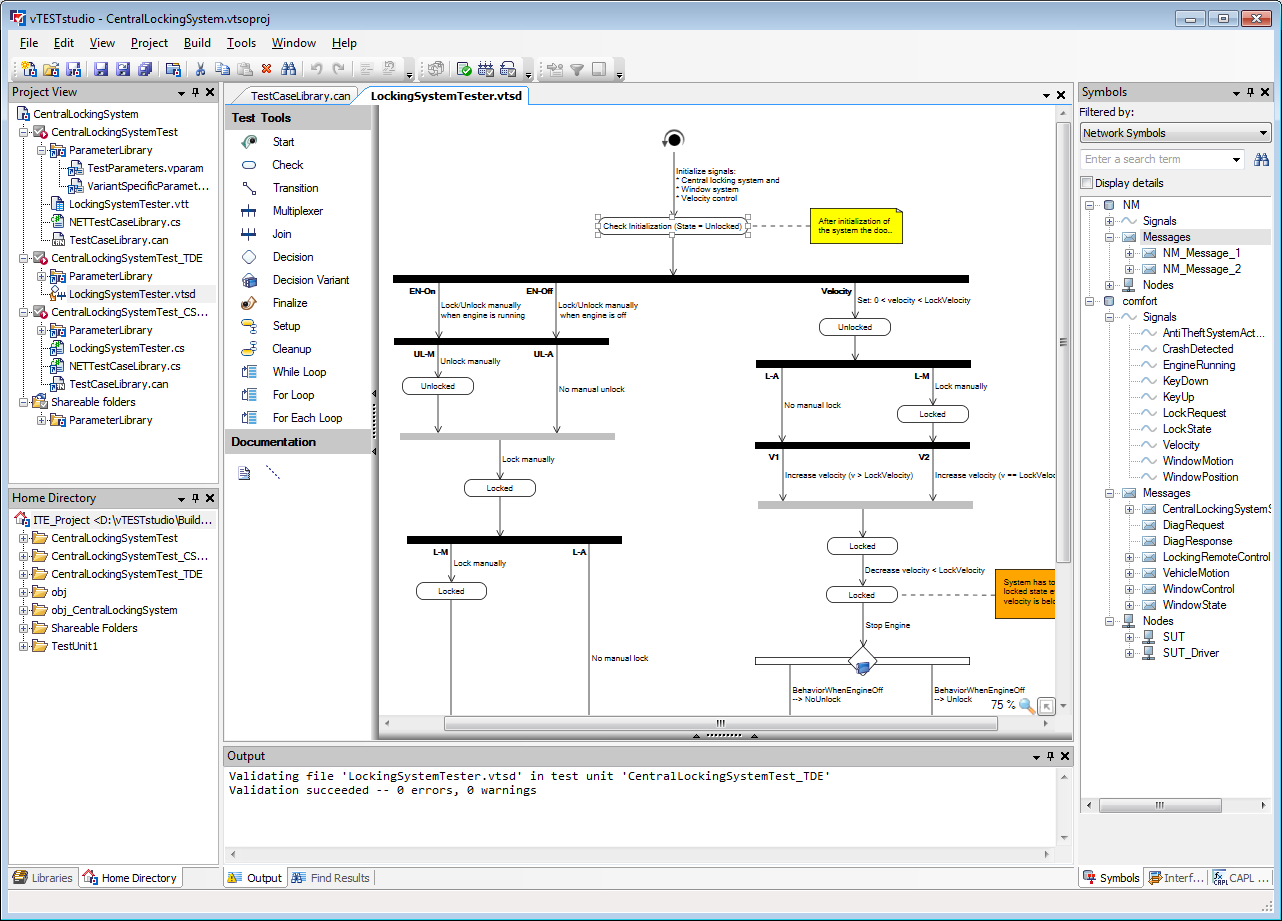 vTESTstudio - CentralLockingSystem.vtsoproj
File Edit View Project Build Tools Window Help
Project View
CentralLockingSystem
CentralLockingSystemTest
ParameterLibrary
TestParameters.vparam
VariantSpecificParamet...
LockingSystemTester.vtt
NETTestCaseLibrary.cs
TestCaseLibrary.can
CentralLockingSystemTest_TDE
ParameterLibrary
LockingSystemTester.vtsd
CentralLockingSystemTest_CS...
ParameterLibrary
LockingSystemTester.cs
NETTestCaseLibrary.cs
TestCaseLibrary.can
Shareable folders
ParameterLibrary
Home Directory
ITE_Project <D:\vTESTstudio\Build...
CentralLockingSystemTest
CentralLockingSystemTest_CS...
CentralLockingSystemTest_TDE
obj
obj_CentralLockingSystem
Shareable Folders
TestUnit1
Libraries
Home Directory
TestCaseLibrary.can
LockingSystemTester.vtsd
Test Tools
Start
Check
Transition
Multiplexer
Join
Decision
Decision Variant
Finalize
Setup
Cleanup
While Loop
For Loop
For Each Loop
Documentation
Initialize signals:
* Central locking system and
* Window system
* Velocity control
Check Initialization (State = Unlocked)
After initialization of
the system the doo..
EN-On
Lock/Unlock manually
when engine is running
EN-Off
Lock/Unlock manually
when engine is off
Velocity
Set: 0 < velocity < LockVelocity
Unlocked
UL-M
Unlock manually
UL-A
Unlocked
No manual unlock
L-A
L-M
Lock manually
No manual lock
Locked
Lock manually
Locked
V1
V2
Increase velocity (v > LockVelocity)
Increase velocity (v == LockVeloc
L-M
Lock manually
L-A
Locked
No manual lock
Locked
Decrease velocity < LockVelocity
Locked
System has to
locked state e
velocity is belo
Stop Engine
BehaviorWhenEngineOff
--> NoUnlock
BehaviorWhenEngineOff
--> Unlock
75 %
Output
Validating file 'LockingSystemTester.vtsd' in test unit 'CentralLockingSystemTest_TDE'
Validation succeeded -- 0 errors, 0 warnings
Output
Find Results
Symbols
Filtered by:
Network Symbols
Enter a search term
Display details
NM
Signals
Messages
NM_Message_1
NM_Message_2
Nodes
comfort
Signals
AntiTheftSystemAct...
CrashDetected
EngineRunning
KeyDown
KeyUp
LockRequest
LockState
Velocity
WindowMotion
WindowPosition
Messages
CentralLockingSystemS
DiagRequest
DiagResponse
LockingRemoteControl
VehicleMotion
WindowControl
WindowState
Nodes
SUT
SUT_Driver
Symbols
Interf...
CAPL ...